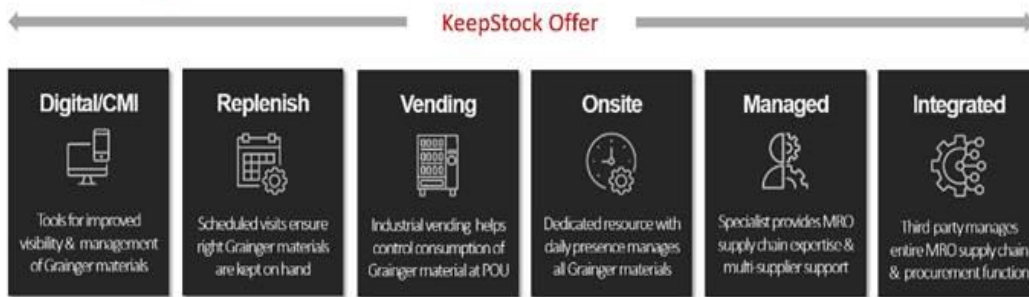 KeepStock Offer
Digital/CMI
Tools for improved
visibility & management
of Grainger materials
Replenish
Scheduled visits ensure
right Grainger materials
are kept on hand
Vending
Industrial vending helps
control consumption of
Grainger material at POU
Onsite
Dedicated resource with
daily presence manages
all Grainger materials
Managed
Specialist provides MRO
supply chain expertise &
multi-supplier support
Integrated
Third party manages
entire MRO supply chain
& procurement function